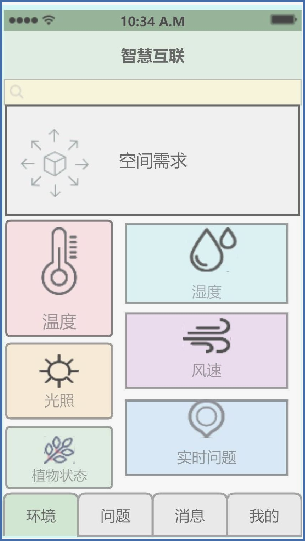 10:34 A.M
智慧互联
空间需求
温度
湿度
风速
光照
实时问题
植物状态
环境
问题
消息
我的